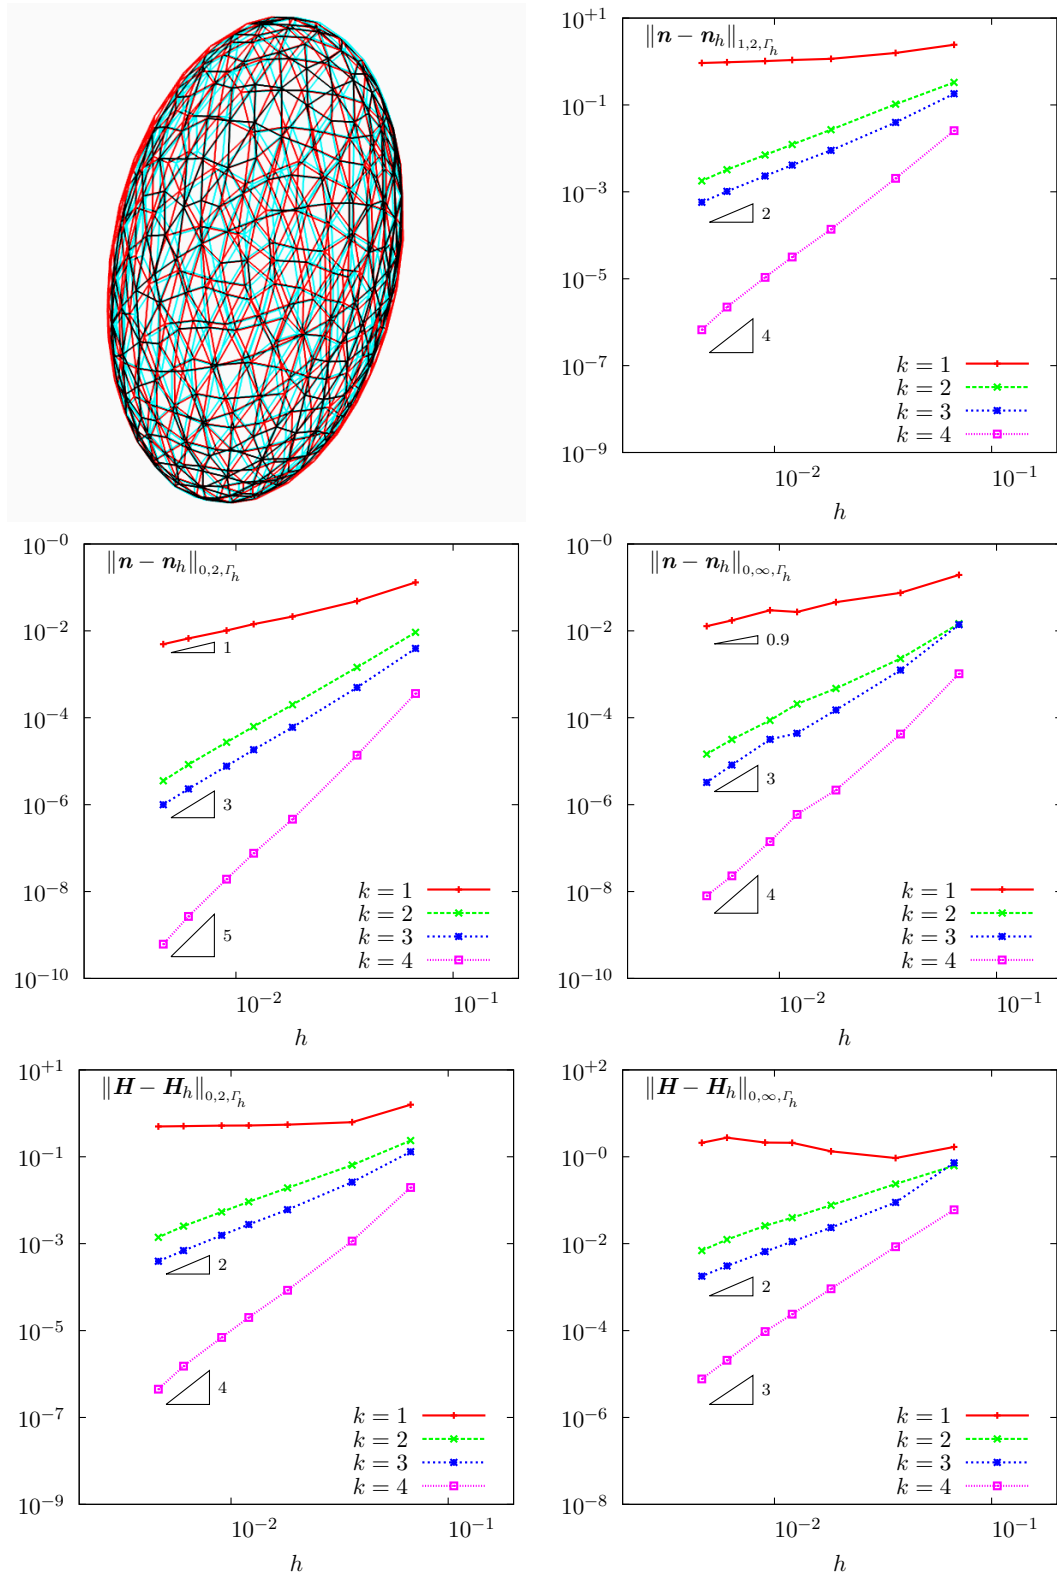 ‖n − n_h‖_{1,2,Γ_h}
10^{+1}
10^{−1}
10^{−3}
10^{−5}
10^{−7}
10^{−9}
2
4
k = 1
k = 2
k = 3
k = 4
10^{−2} 10^{−1}
h
‖n − n_h‖_{0,2,Γ_h}
10^{−0}
10^{−2}
10^{−4}
10^{−6}
10^{−8}
10^{−10}
1
3
5
k = 1
k = 2
k = 3
k = 4
10^{−2} 10^{−1}
h
‖n − n_h‖_{0,∞,Γ_h}
10^{−0}
10^{−2}
10^{−4}
10^{−6}
10^{−8}
10^{−10}
0.9
3
4
k = 1
k = 2
k = 3
k = 4
10^{−2} 10^{−1}
h
‖H − H_h‖_{0,2,Γ_h}
10^{+1}
10^{−1}
10^{−3}
10^{−5}
10^{−7}
10^{−9}
2
4
k = 1
k = 2
k = 3
k = 4
10^{−2} 10^{−1}
h
‖H − H_h‖_{0,∞,Γ_h}
10^{+2}
10^{−0}
10^{−2}
10^{−4}
10^{−6}
10^{−8}
2
3
k = 1
k = 2
k = 3
k = 4
10^{−2} 10^{−1}
h